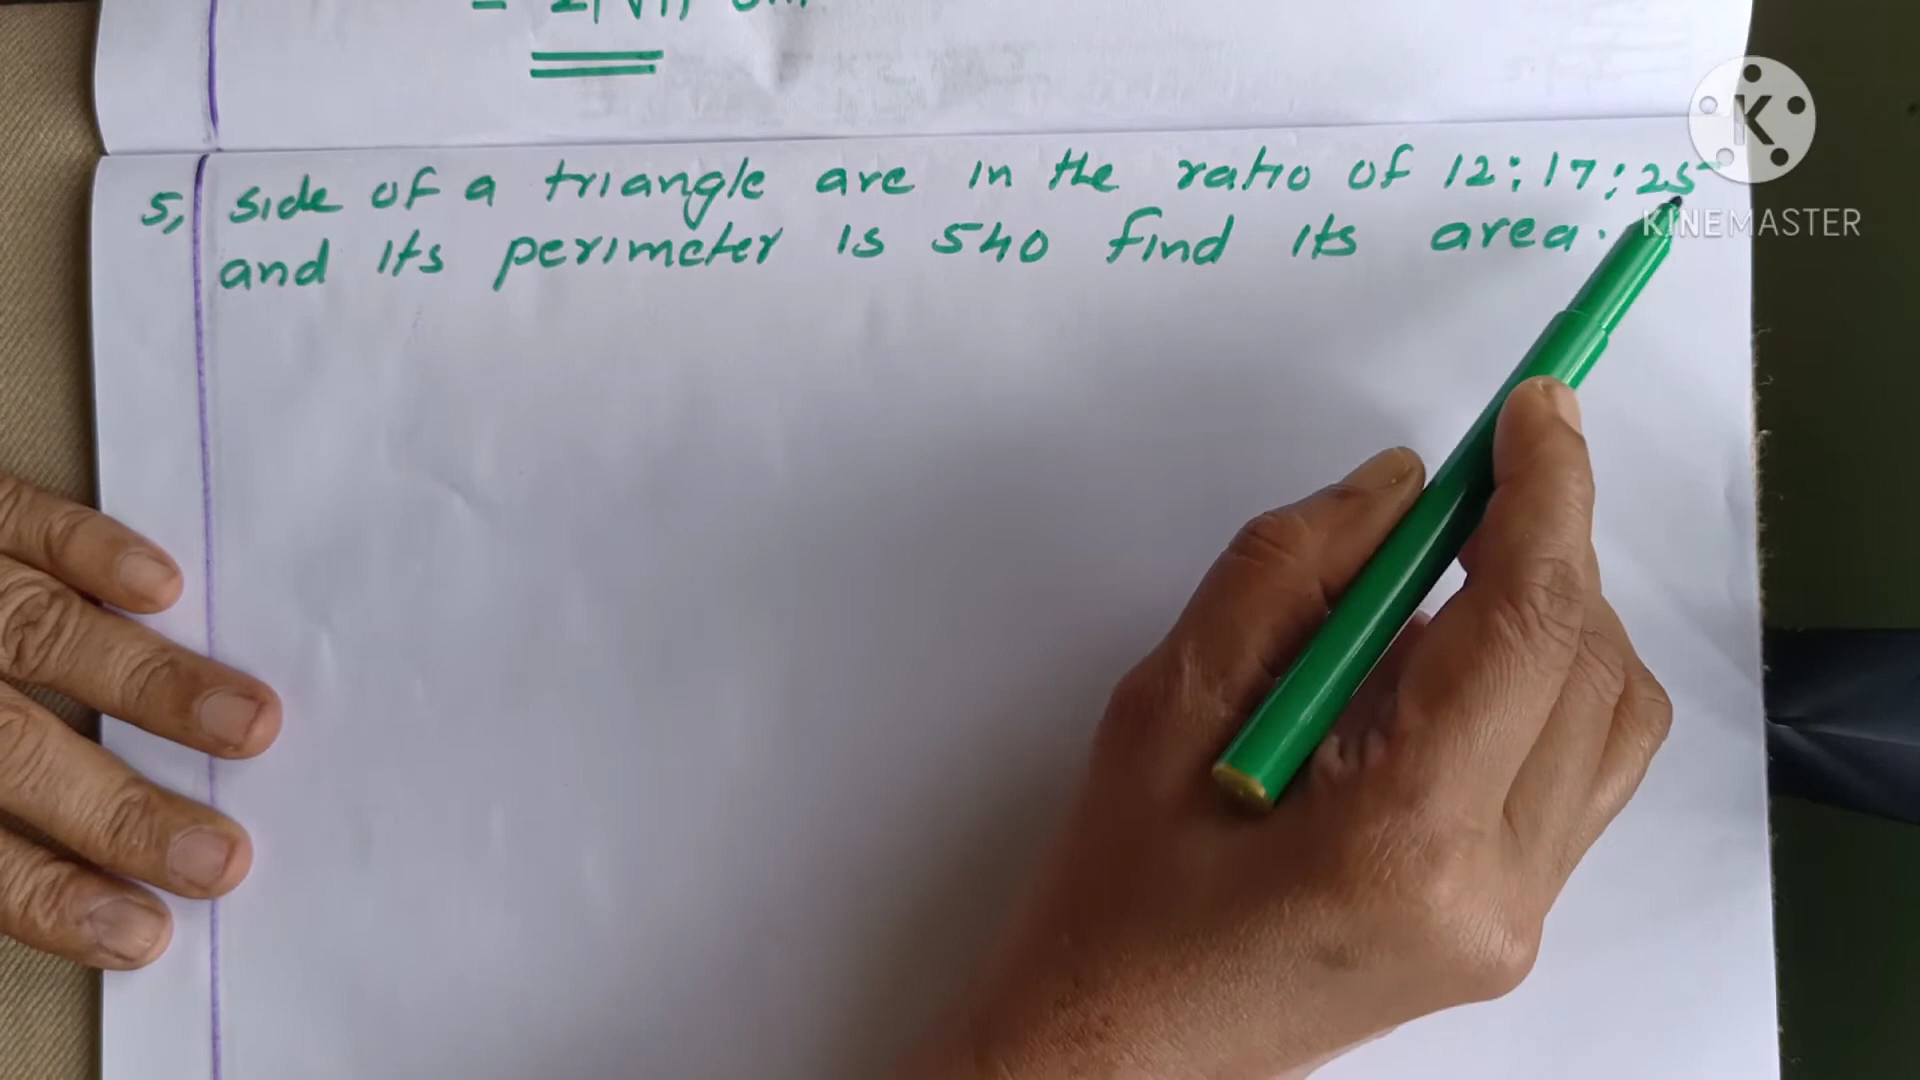 5, side of a triangle are in the ratio of 12:17:25
and its perimeter is 540 find its area.
K
KINEMASTER